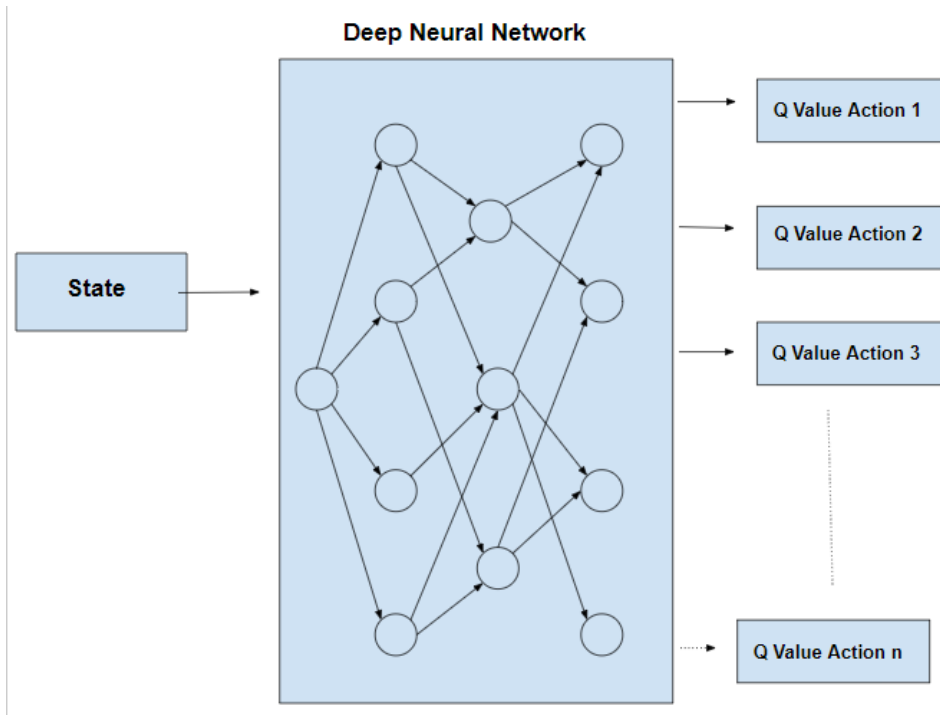 Deep Neural Network
Q Value Action 1
Q Value Action 2
State
Q Value Action 3
Q Value Action n